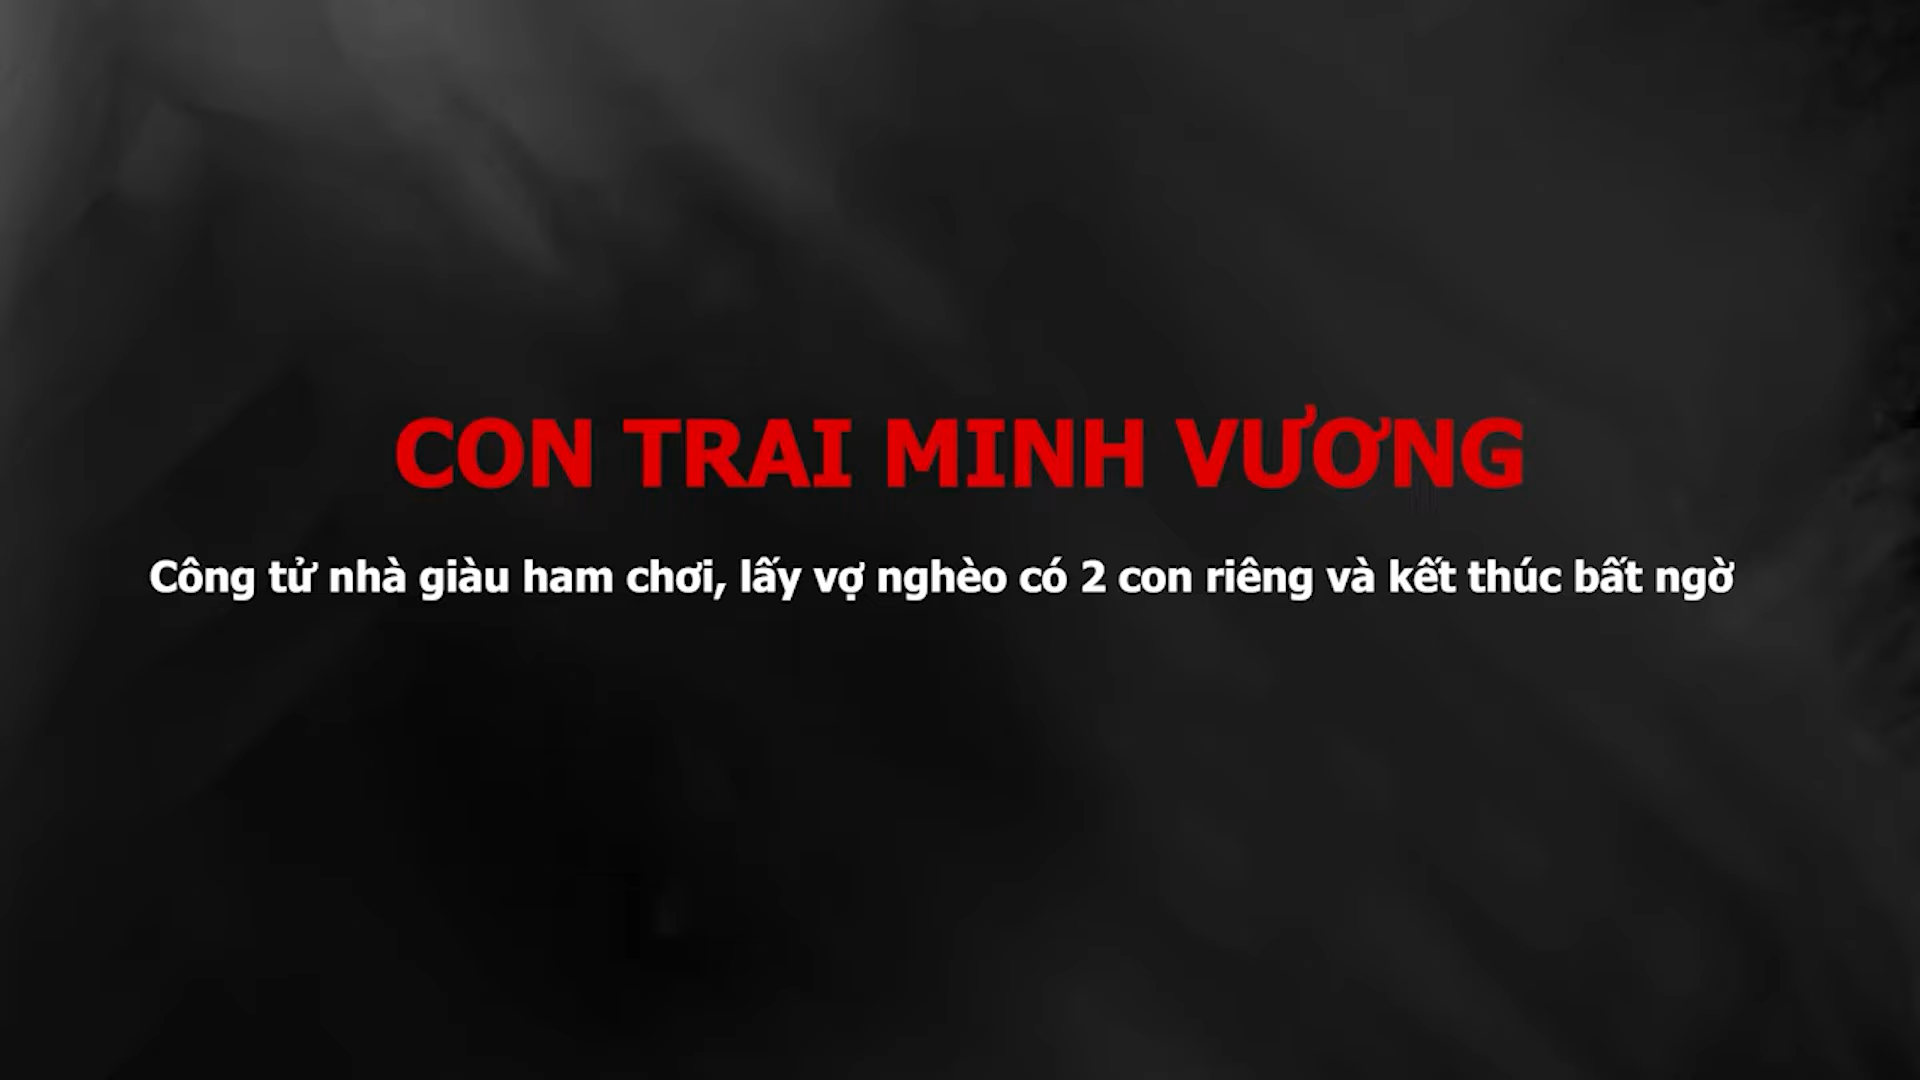 CON TRAI MINH VƯƠNG
Công tử nhà giàu ham chơi, lấy vợ nghèo có 2 con riêng và kết thúc bất ngờ